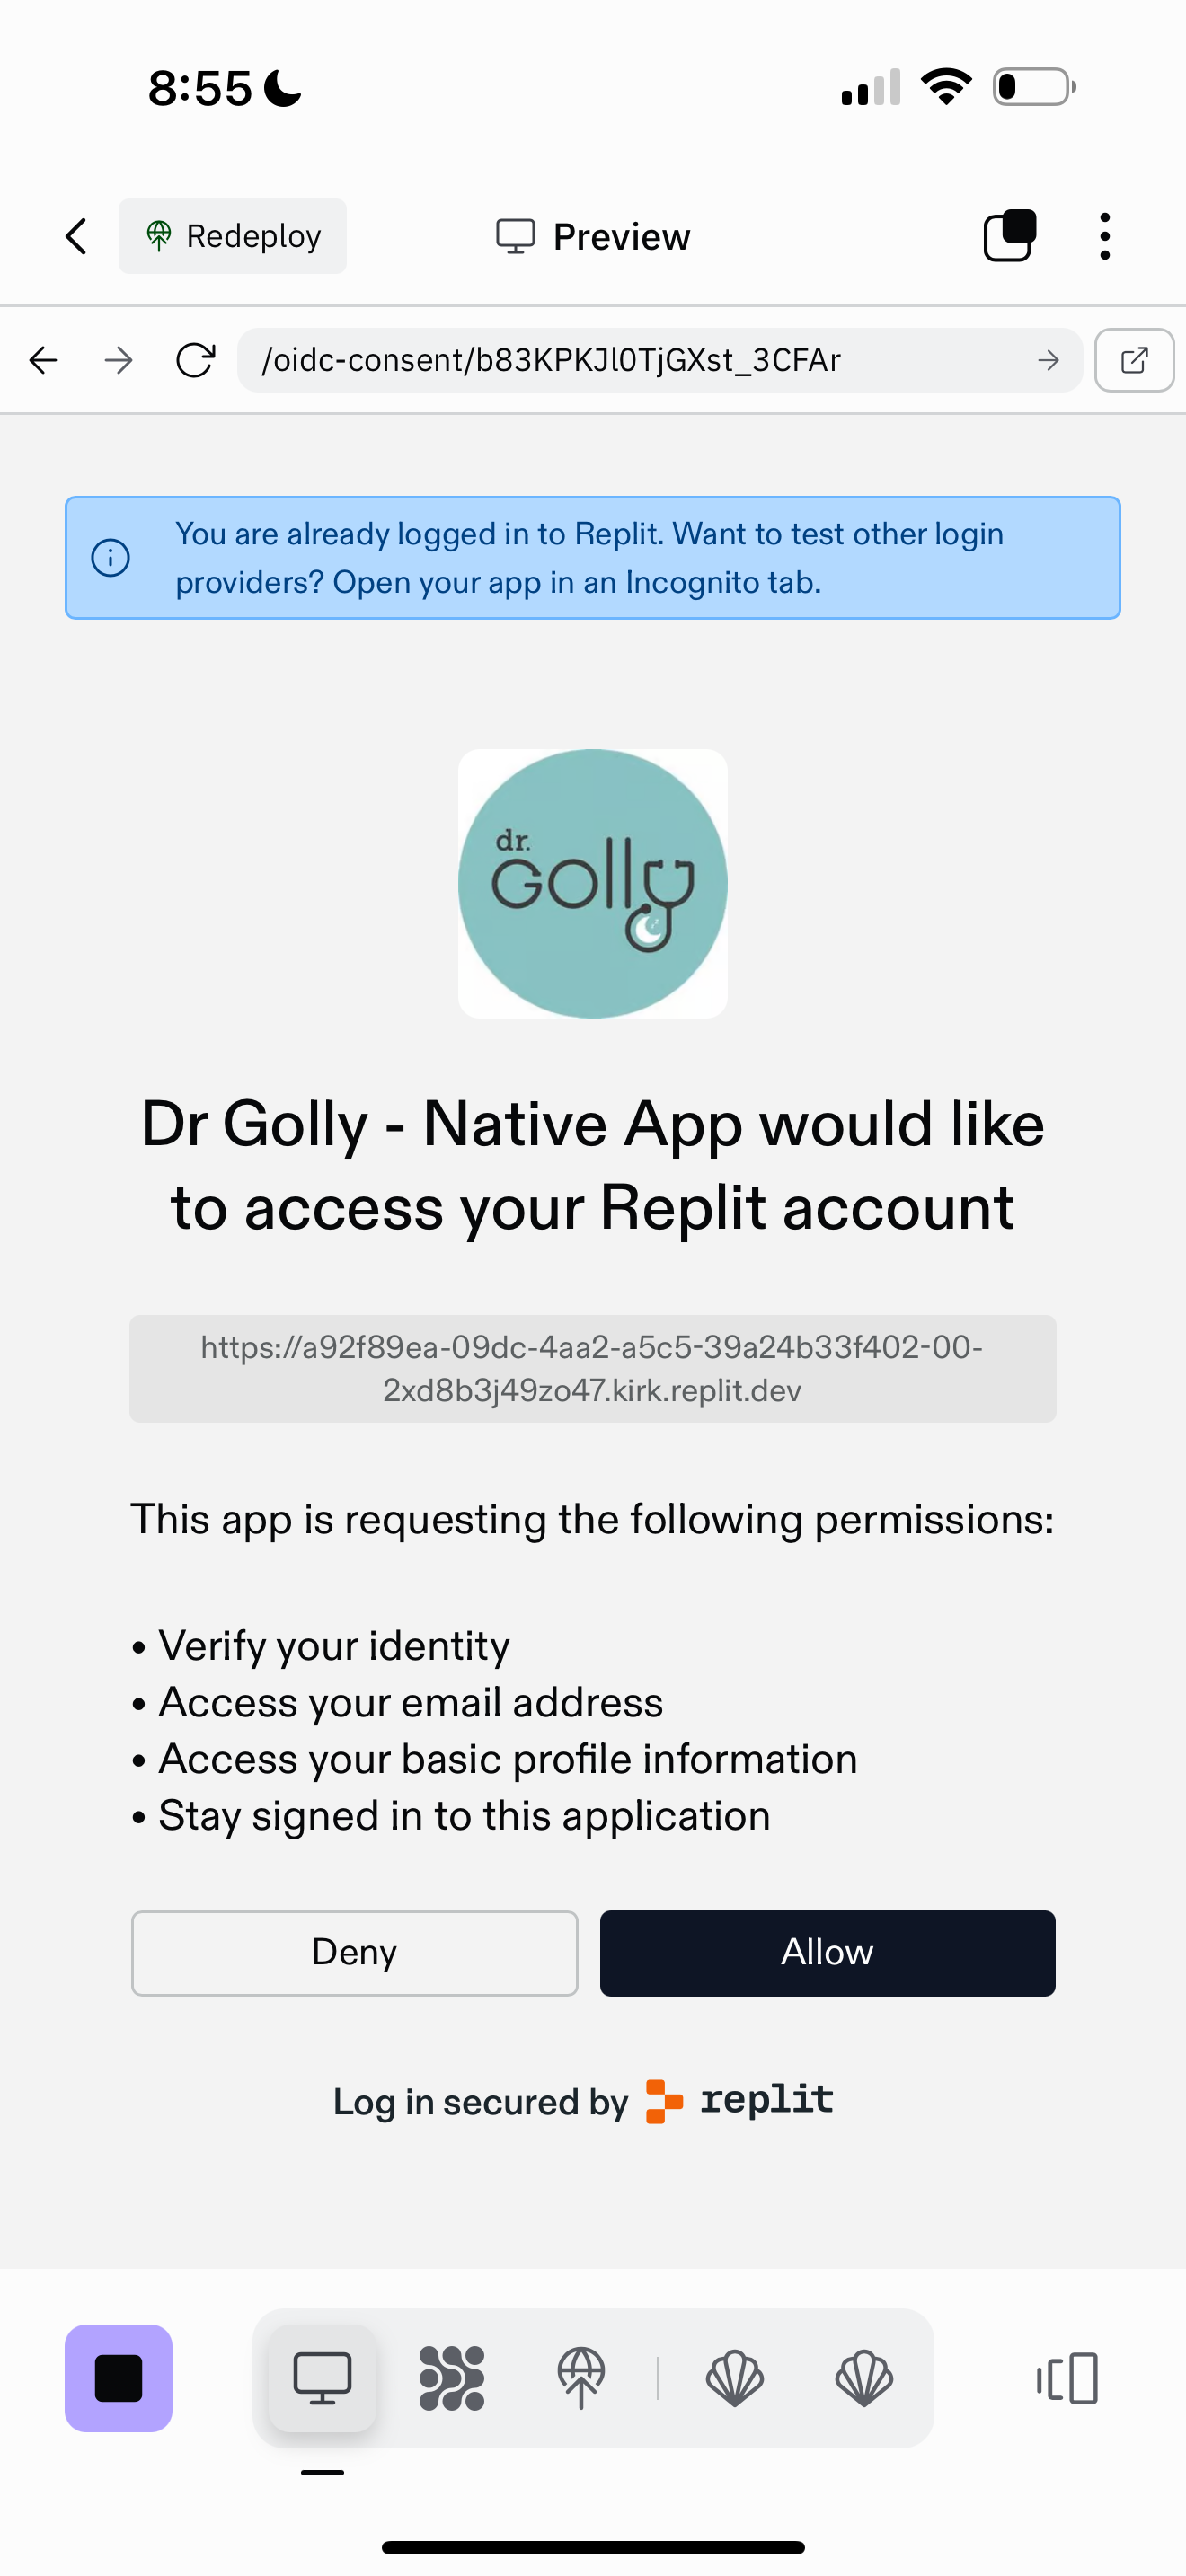 8:55
Redeploy
Preview
/oidc-consent/b83KPKJl0TjGXst_3CFAr
You are already logged in to Replit. Want to test other login
providers? Open your app in an Incognito tab.
dr.
Golly
Dr Golly - Native App would like
to access your Replit account
https://a92f89ea-09dc-4aa2-a5c5-39a24b33f402-00-
2xd8b3j49zo47.kirk.replit.dev
This app is requesting the following permissions:
• Verify your identity
• Access your email address
• Access your basic profile information
• Stay signed in to this application
Deny
Allow
Log in secured by replit